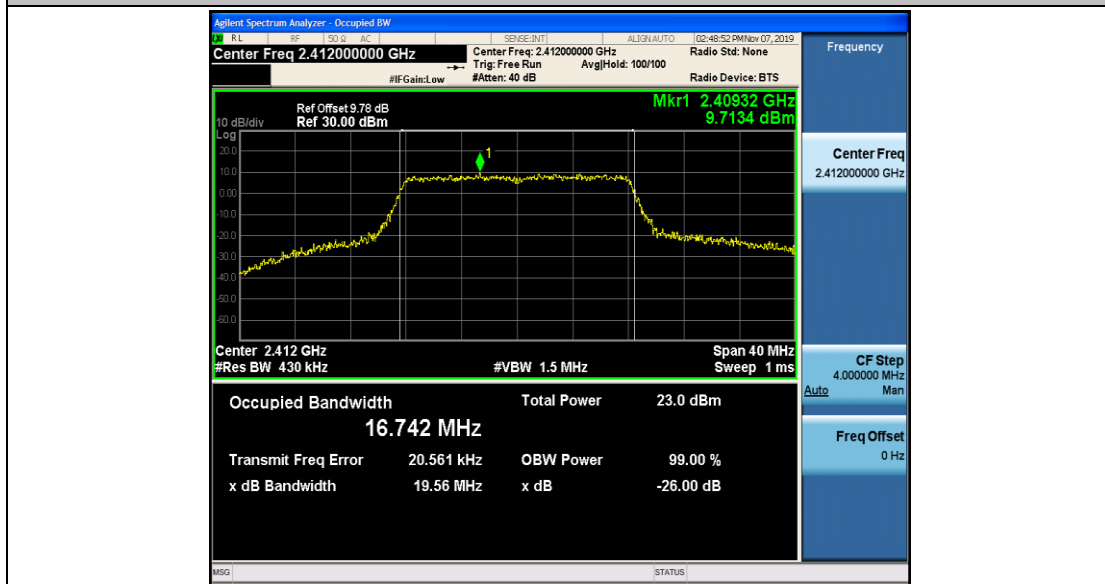 Agilent Spectrum Analyzer - Occupied BW
RL RF 50 Ω AC SENSE:INT ALIGNAUTO 02:48:52 PM Nov 07, 2019
Center Freq 2.412000000 GHz
Center Freq: 2.412000000 GHz
Radio Std: None
Trig: Free Run Avg|Hold: 100/100
#IFGain:Low #Atten: 40 dB Radio Device: BTS
Frequency
Ref Offset 9.78 dB
10 dB/div Ref 30.00 dBm
Mkr1 2.40932 GHz
9.7134 dBm
Log
20.0
10.0
0.00
-10.0
-20.0
-30.0
-40.0
-50.0
-60.0
1
Center 2.412 GHz Span 40 MHz
#Res BW 430 kHz #VBW 1.5 MHz Sweep 1 ms
Occupied Bandwidth Total Power 23.0 dBm
16.742 MHz
Transmit Freq Error 20.561 kHz OBW Power 99.00 %
x dB Bandwidth 19.56 MHz x dB -26.00 dB
Center Freq
2.412000000 GHz
CF Step
4.000000 MHz
Auto Man
Freq Offset
0 Hz
MSG STATUS